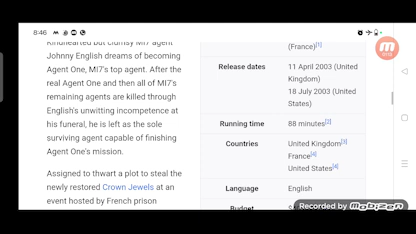 8:46
Kindhearted but clumsy MI7 agent
Johnny English dreams of becoming
Agent One, MI7's top agent. After the
real Agent One and then all of MI7's
remaining agents are killed through
English's unwitting incompetence at
his funeral, he is left as the sole
surviving agent capable of finishing
Agent One's mission.
Assigned to thwart a plot to steal the
newly restored Crown Jewels at an
event hosted by French prison
(France)[1]
Release dates
11 April 2003 (United
Kingdom)
18 July 2003 (United
States)
Running time
88 minutes[2]
Countries
United Kingdom[3]
France[4]
United States[4]
Language
English
Budget
Recorded by Mobizen